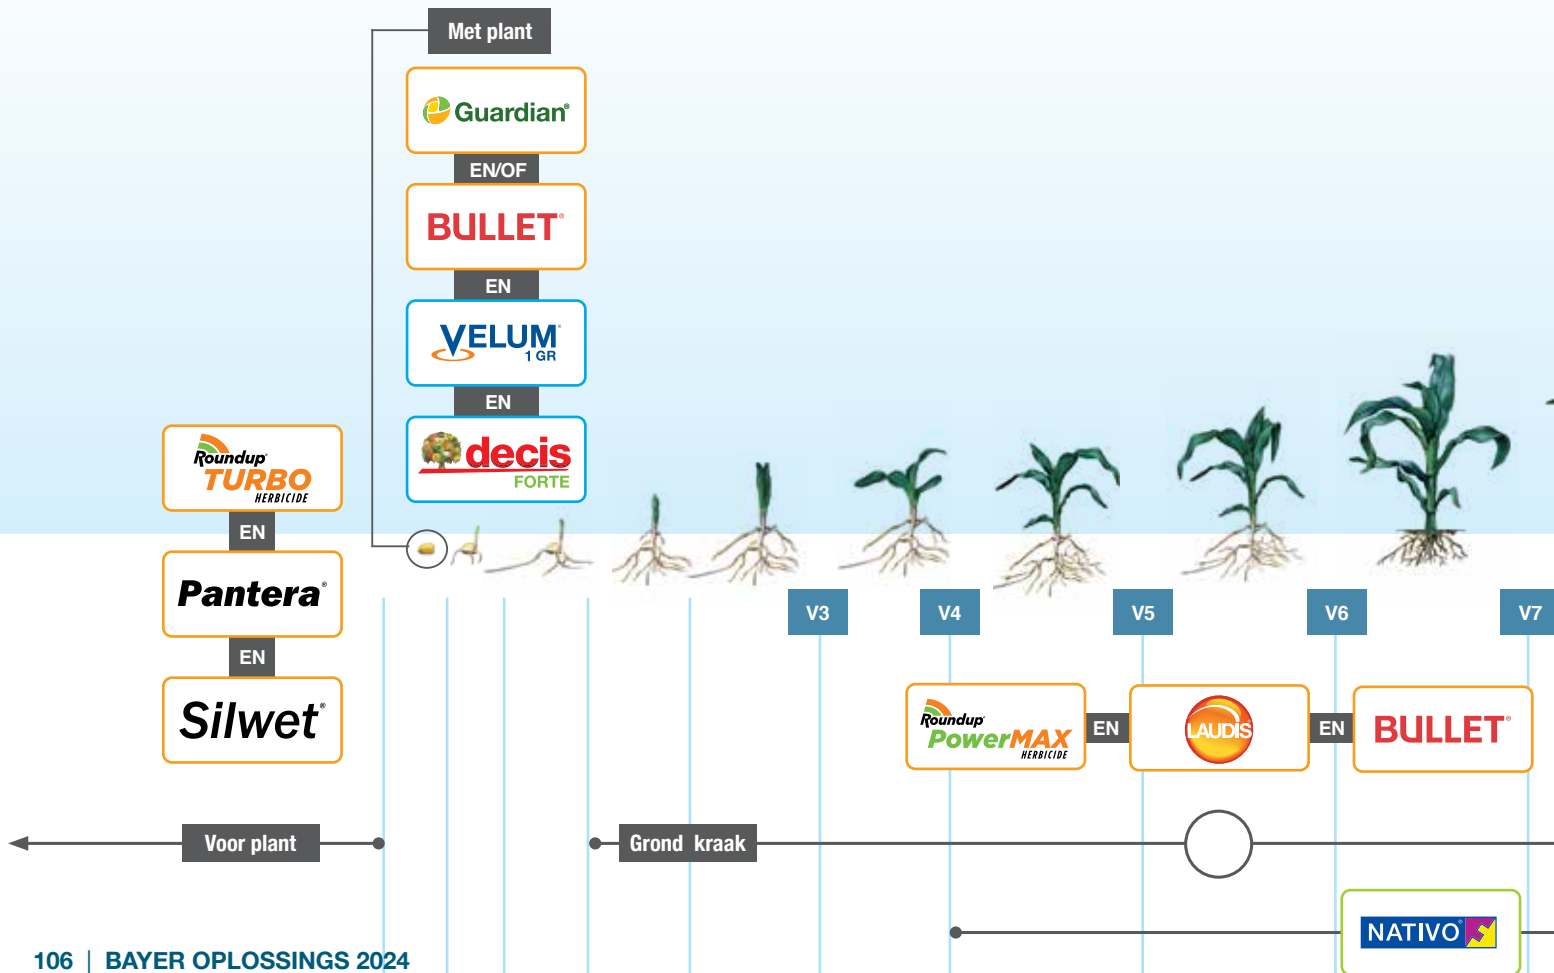 Met plant
Guardian®
EN/OF
BULLET®
EN
VELUM®
1 GR
EN
decis
FORTE
Roundup®
TURBO
HERBICIDE
EN
Pantera®
EN
Silwet®
V3
V4
V5
V6
V7
Roundup®
PowerMAX
HERBICIDE
EN
LAUDIS
EN
BULLET®
Voor plant
Grond kraak
NATIVO®
106 | BAYER OPLOSSINGS 2024